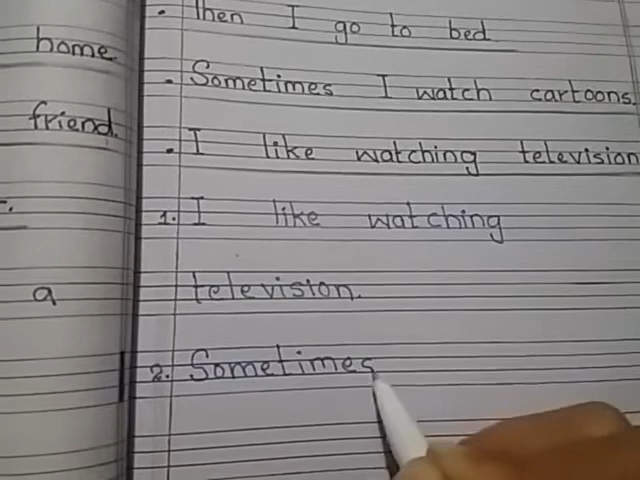 home.
friend.
a
• Then I go to bed
• Sometimes I watch cartoons.
• I like watching television
1. I like watching
television.
2. Sometimes